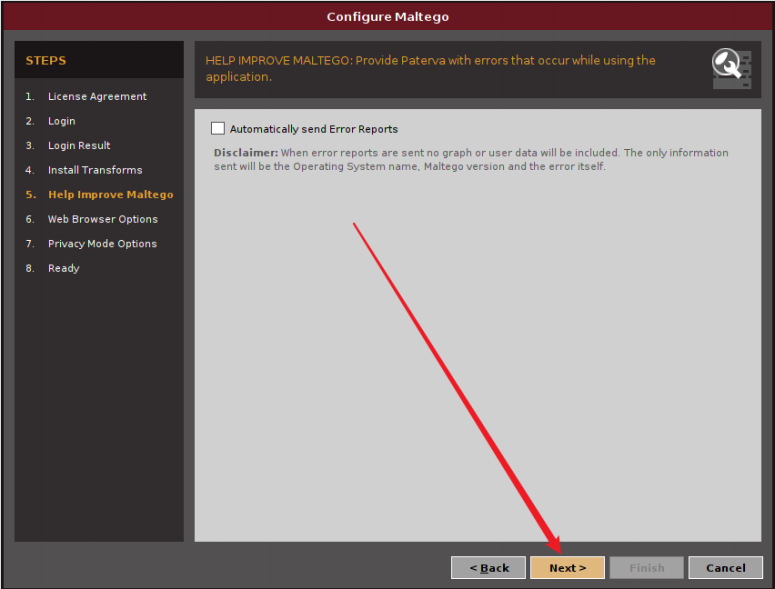 Configure Maltego
STEPS
1. License Agreement
2. Login
3. Login Result
4. Install Transforms
5. Help Improve Maltego
6. Web Browser Options
7. Privacy Mode Options
8. Ready
HELP IMPROVE MALTEGO: Provide Paterva with errors that occur while using the
application.
Automatically send Error Reports
Disclaimer: When error reports are sent no graph or user data will be included. The only information
sent will be the Operating System name, Maltego version and the error itself.
< Back
Next >
Finish
Cancel